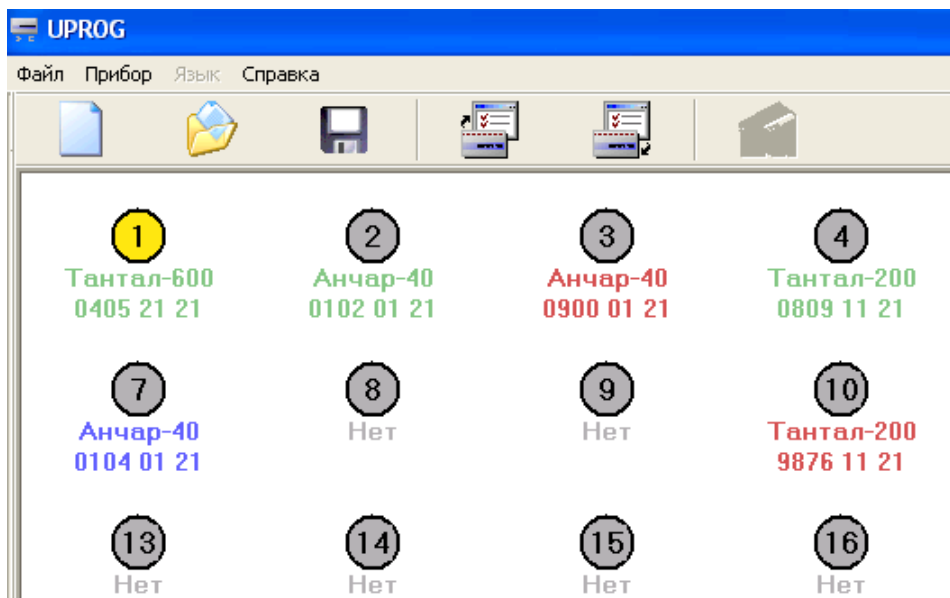 UPROG
Файл Прибор Язык Справка
1 2 3 4
Тантал-600 Анчар-40 Анчар-40 Тантал-200
0405 21 21 0102 01 21 0900 01 21 0809 11 21
7 8 9 10
Анчар-40 Нет Нет Тантал-200
0104 01 21 9876 11 21
13 14 15 16
Нет Нет Нет Нет